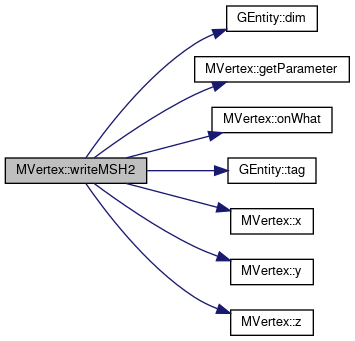 GEntity::dim
MVertex::getParameter
MVertex::onWhat
MVertex::writeMSH2
GEntity::tag
MVertex::x
MVertex::y
MVertex::z